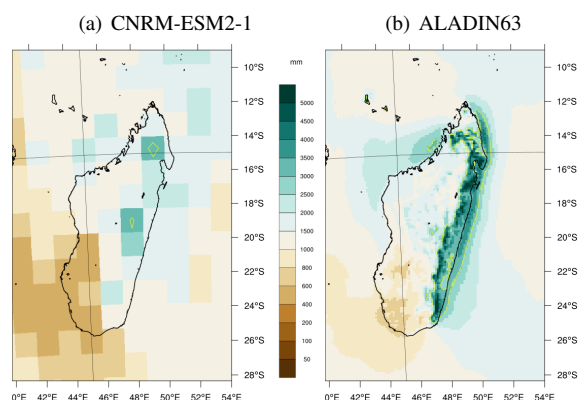 (a) CNRM-ESM2-1
(b) ALADIN63
mm
10°S
12°S
14°S
16°S
18°S
20°S
22°S
24°S
26°S
28°S
40°E 42°E 44°E 46°E 48°E 50°E 52°E 54°E
5000
4500
4000
3500
3000
2500
2000
1500
1000
800
600
400
200
100
50
10°S
12°S
14°S
16°S
18°S
20°S
22°S
24°S
26°S
28°S
40°E 42°E 44°E 46°E 48°E 50°E 52°E 54°E